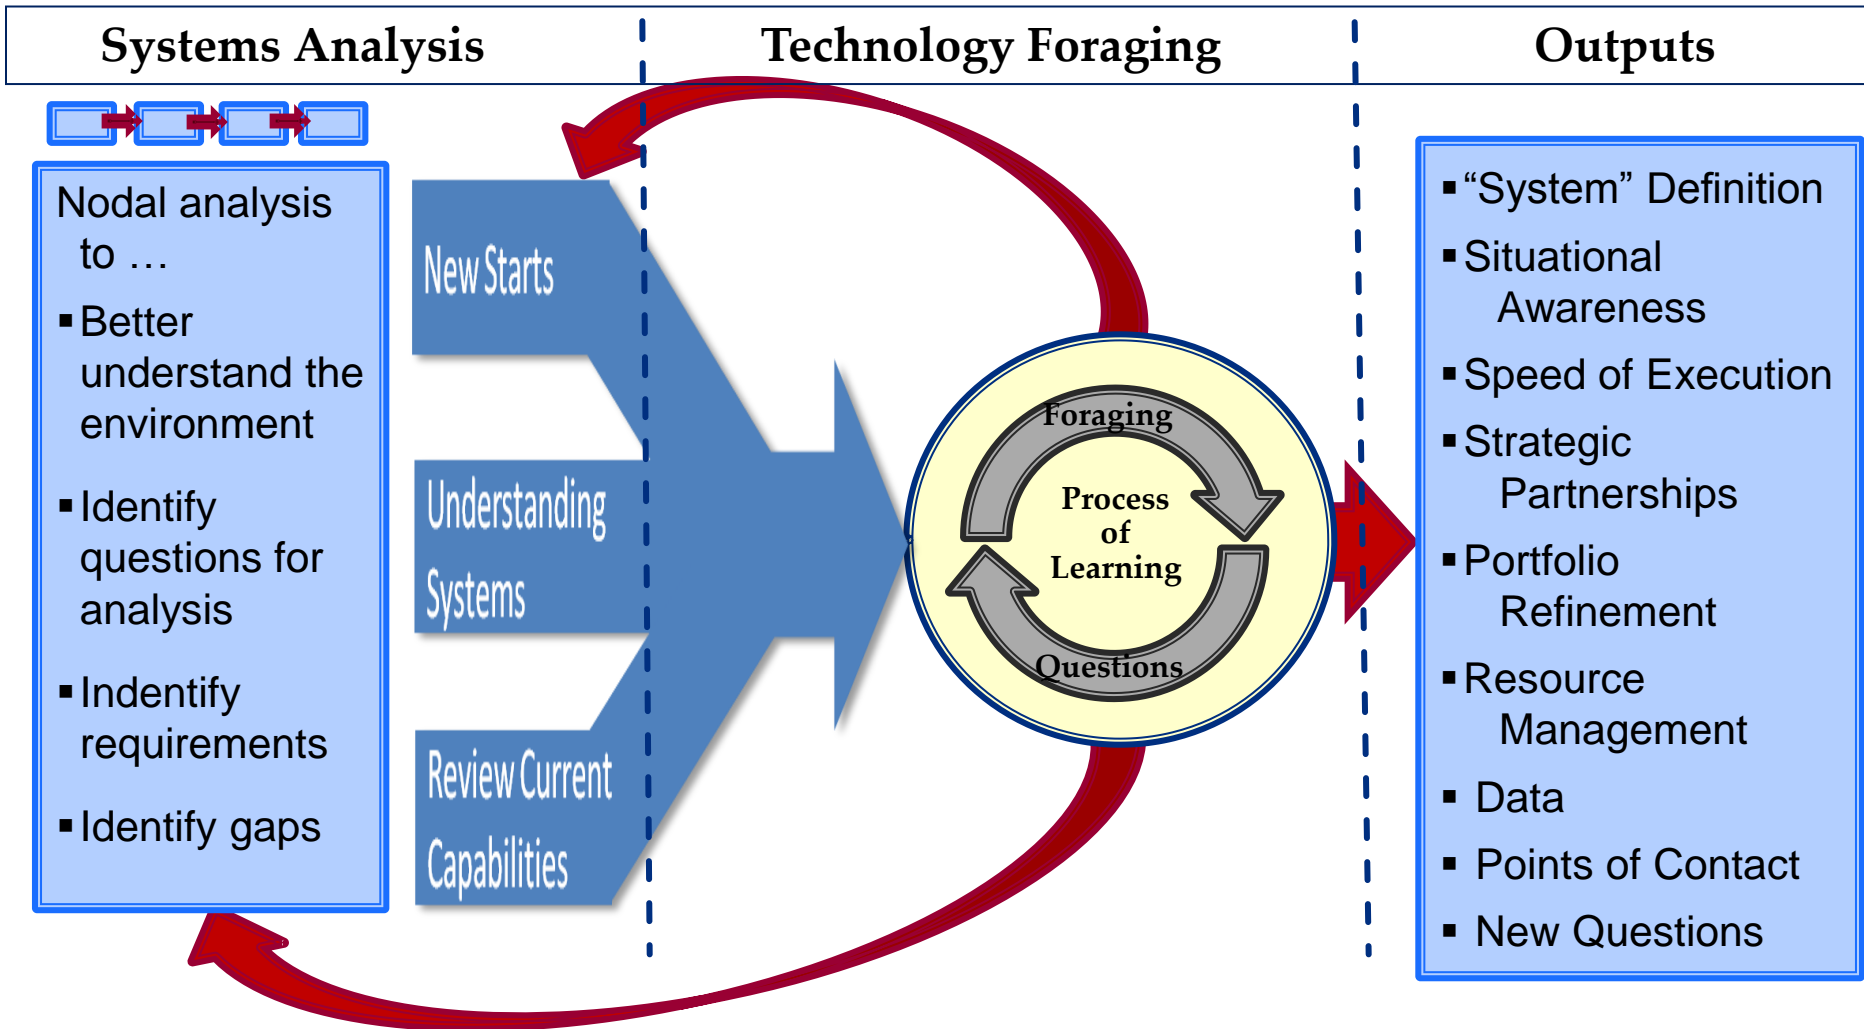 Systems Analysis
Technology Foraging
Outputs
Nodal analysis
to …
▪Better
understand the
environment
▪Identify
questions for
analysis
▪Indentify
requirements
▪Identify gaps
New Starts
Understanding
Systems
Review Current
Capabilities
Foraging
Process
of
Learning
Questions
▪“System” Definition
▪Situational
Awareness
▪Speed of Execution
▪Strategic
Partnerships
▪Portfolio
Refinement
▪Resource
Management
▪ Data
▪ Points of Contact
▪ New Questions